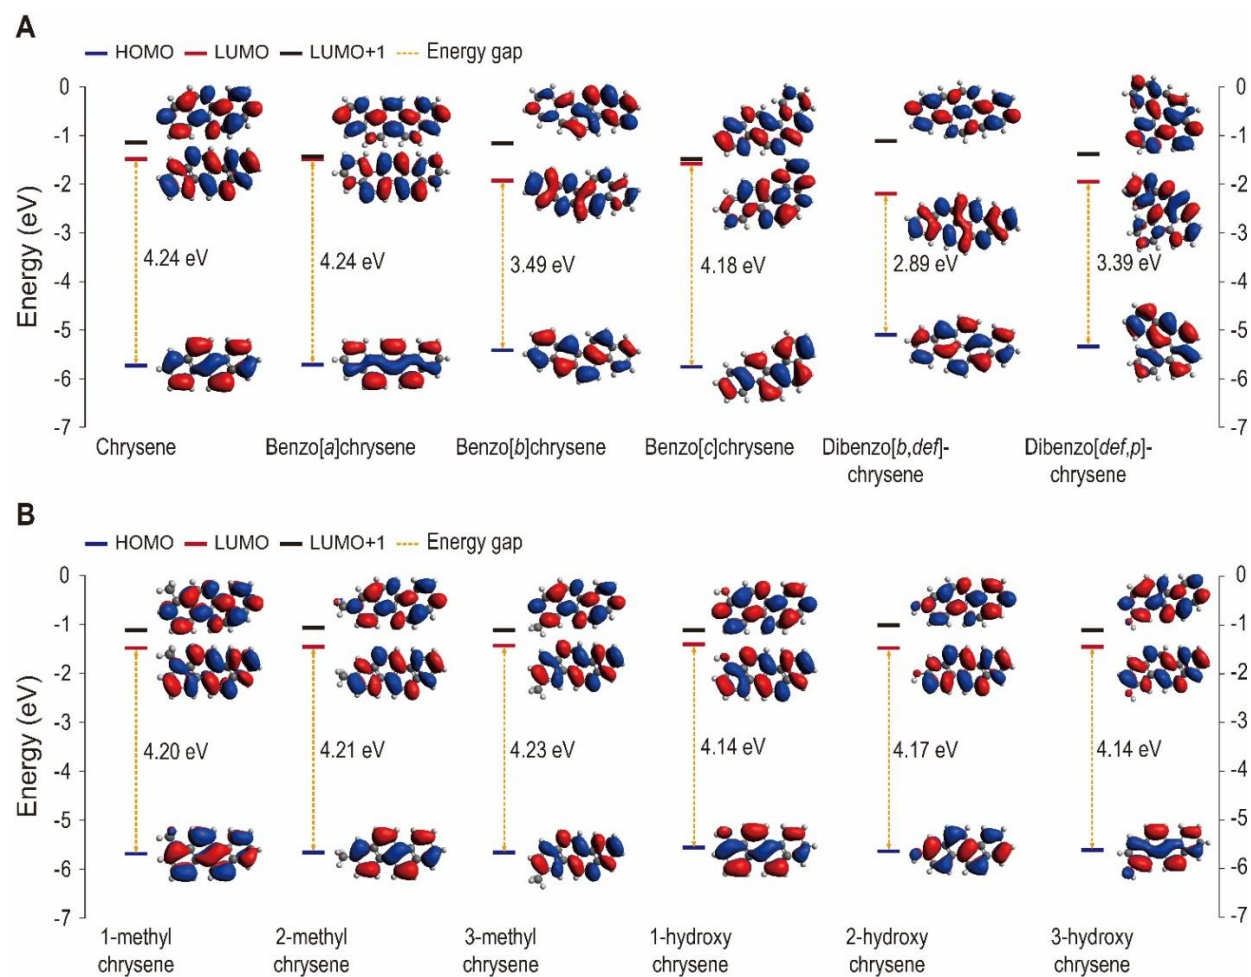 A
HOMO LUMO LUMO+1 Energy gap
Energy (eV)
0
-1
-2
-3
-4
-5
-6
-7
4.24 eV 4.24 eV 3.49 eV 4.18 eV 2.89 eV 3.39 eV
0
-1
-2
-3
-4
-5
-6
-7
Chrysene Benzo[a]chrysene Benzo[b]chrysene Benzo[c]chrysene Dibenzo[b,def]- Dibenzo[def,p]-
chrysene chrysene
B
HOMO LUMO LUMO+1 Energy gap
Energy (eV)
0
-1
-2
-3
-4
-5
-6
-7
4.20 eV 4.21 eV 4.23 eV 4.14 eV 4.17 eV 4.14 eV
0
-1
-2
-3
-4
-5
-6
-7
1-methyl 2-methyl 3-methyl 1-hydroxy 2-hydroxy 3-hydroxy
chrysene chrysene chrysene chrysene chrysene chrysene